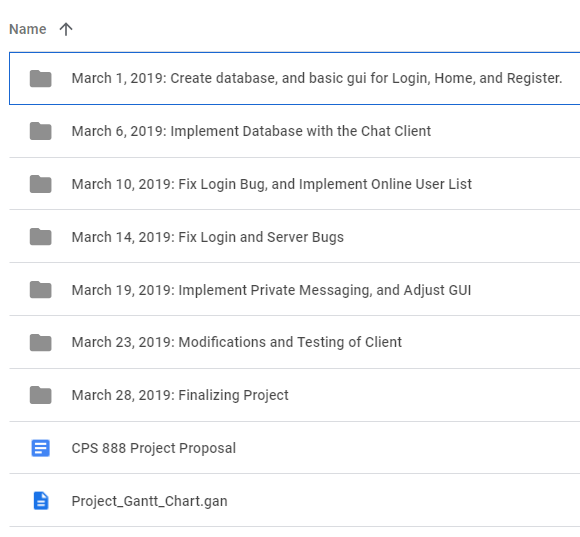 Name
March 1, 2019: Create database, and basic gui for Login, Home, and Register.
March 6, 2019: Implement Database with the Chat Client
March 10, 2019: Fix Login Bug, and Implement Online User List
March 14, 2019: Fix Login and Server Bugs
March 19, 2019: Implement Private Messaging, and Adjust GUI
March 23, 2019: Modifications and Testing of Client
March 28, 2019: Finalizing Project
CPS 888 Project Proposal
Project_Gantt_Chart.gan